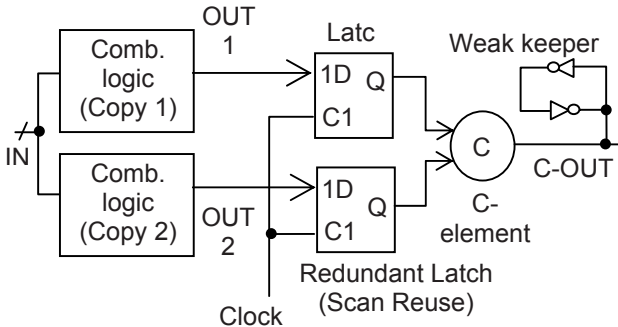 OUT
1
Latc
Weak keeper
Comb.
logic
(Copy 1)
1D
Q
C1
IN
C
C-OUT
Comb.
logic
(Copy 2)
1D
Q
C1
OUT
2
C-
element
Redundant Latch
(Scan Reuse)
Clock